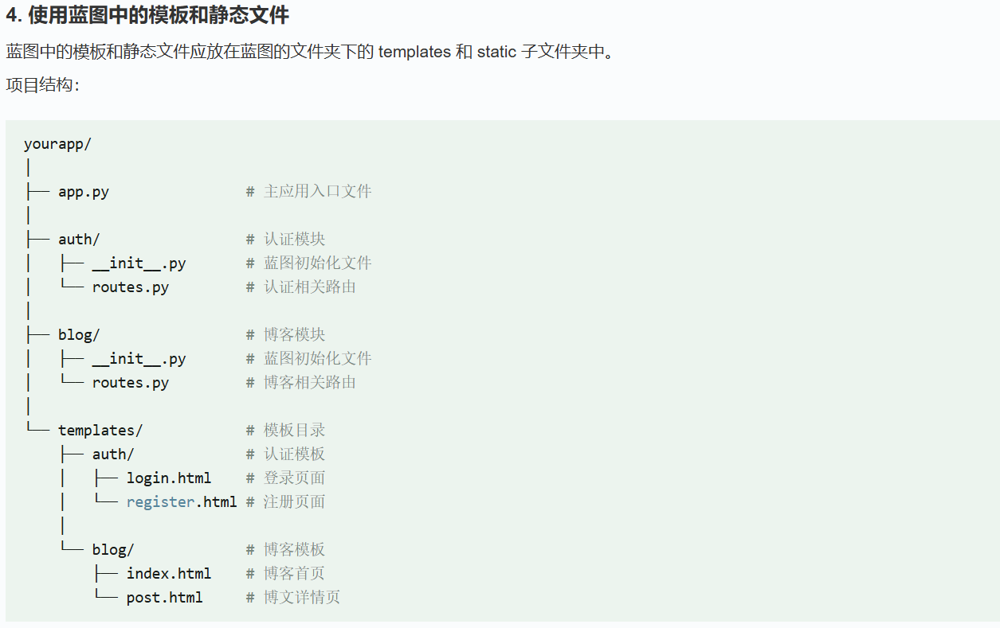 4. 使用蓝图中的模板和静态文件
蓝图中的模板和静态文件应放在蓝图的文件夹下的 templates 和 static 子文件夹中。
项目结构：
yourapp/
│
├── app.py                # 主应用入口文件
│
├── auth/                 # 认证模块
│   ├── __init__.py       # 蓝图初始化文件
│   └── routes.py         # 认证相关路由
│
├── blog/                 # 博客模块
│   ├── __init__.py       # 蓝图初始化文件
│   └── routes.py         # 博客相关路由
│
└── templates/            # 模板目录
    ├── auth/             # 认证模板
    │   ├── login.html    # 登录页面
    │   └── register.html # 注册页面
    │
    └── blog/             # 博客模板
        ├── index.html    # 博客首页
        └── post.html     # 博文详情页